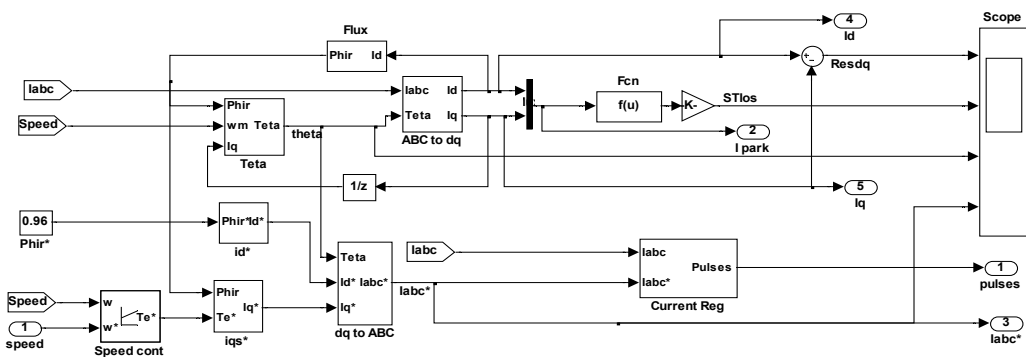 Flux
Phir Id
4
Id
Scope
Iabc
Iabc Id
Teta Iq
ABC to dq
Fcn
f(u)
K-
STIos
Resdq
Speed
Phir
wm Teta
Iq
Teta
theta
2
I park
1/z
5
Iq
0.96
Phir*
Phir*Id*
id*
Teta
Id* Iabc*
Iq*
dq to ABC
Iabc*
Iabc
Iabc
Iabc*
Pulses
Current Reg
1
pulses
Speed
1
speed
w
w*
Te*
Speed cont
Phir
Iq*
Te*
iqs*
3
Iabc*